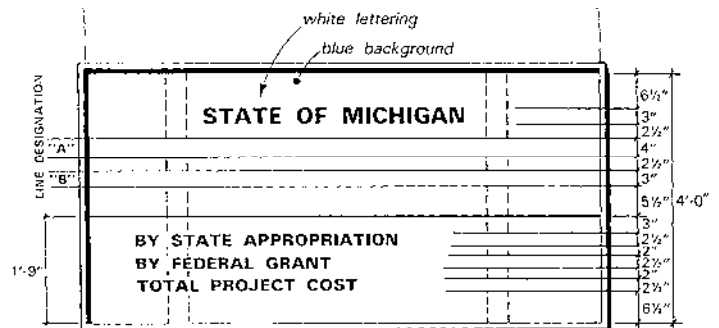 white lettering
blue background
STATE OF MICHIGAN
LINE DESIGNATION
"A"
"B"
6½"
3"
2½"
4"
2½"
3"
5½"
4'-0"
3"
2½"
2"
2½"
2"
2½"
6½"
1'-9"
BY STATE APPROPRIATION
BY FEDERAL GRANT
TOTAL PROJECT COST